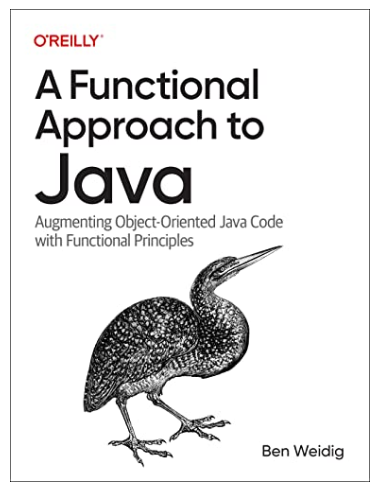 O'REILLY®
A Functional
Approach to
Java
Augmenting Object-Oriented Java Code
with Functional Principles
Ben Weidig